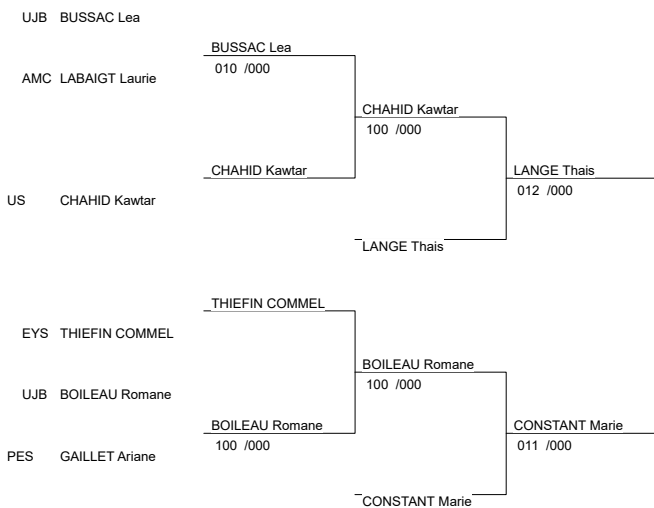 UJB BUSSAC Lea
BUSSAC Lea
010 /000
AMC LABAIGT Laurie
CHAHID Kawtar
100 /000
CHAHID Kawtar
LANGE Thais
012 /000
US CHAHID Kawtar
LANGE Thais
THIEFIN COMMEL
EYS THIEFIN COMMEL
BOILEAU Romane
100 /000
UJB BOILEAU Romane
BOILEAU Romane
100 /000
CONSTANT Marie
011 /000
PES GAILLET Ariane
CONSTANT Marie